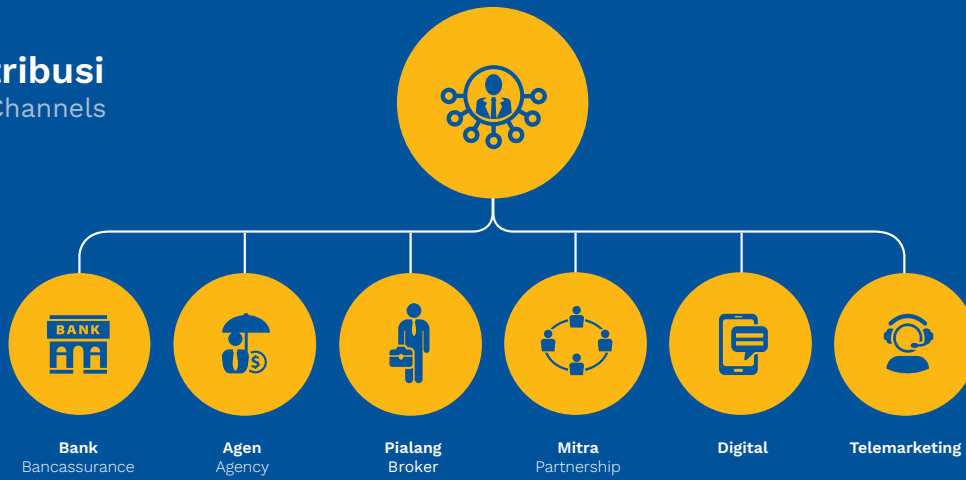 tribusi
Channels
BANK
$
Bank
Bancassurance
Agen
Agency
Pialang
Broker
Mitra
Partnership
Digital
Telemarketing